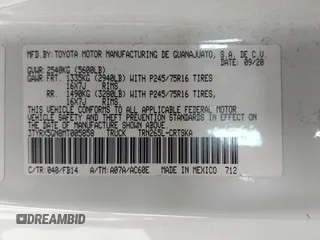 MFD.BY:TOYOTA MOTOR MANUFACTURING DE GUANAJUATO, S.A. DE C.V.
DATE
09/20
GVWR: 2540KG (5600LB)
GAWR:FRT. 1335KG (2940LB) WITH P245/75R16 TIRES
16X7J RIMS
RR. 1490KG (3280LB) WITH P245/75R16 TIRES,
16X7J RIMS
THIS VEHICLE CONFORMS TO ALL APPLICABLE FEDERAL
MOTOR VEHICLE SAFETY STANDARDS IN EFFECT ON THE
DATE OF MANUFACTURE SHOWN ABOVE.
TRUCK TRN265L-CRTSKA
C/TR: 040/FB14 A/TM: A07A/AC60E MADE IN MEXICO 712
DREAMBID